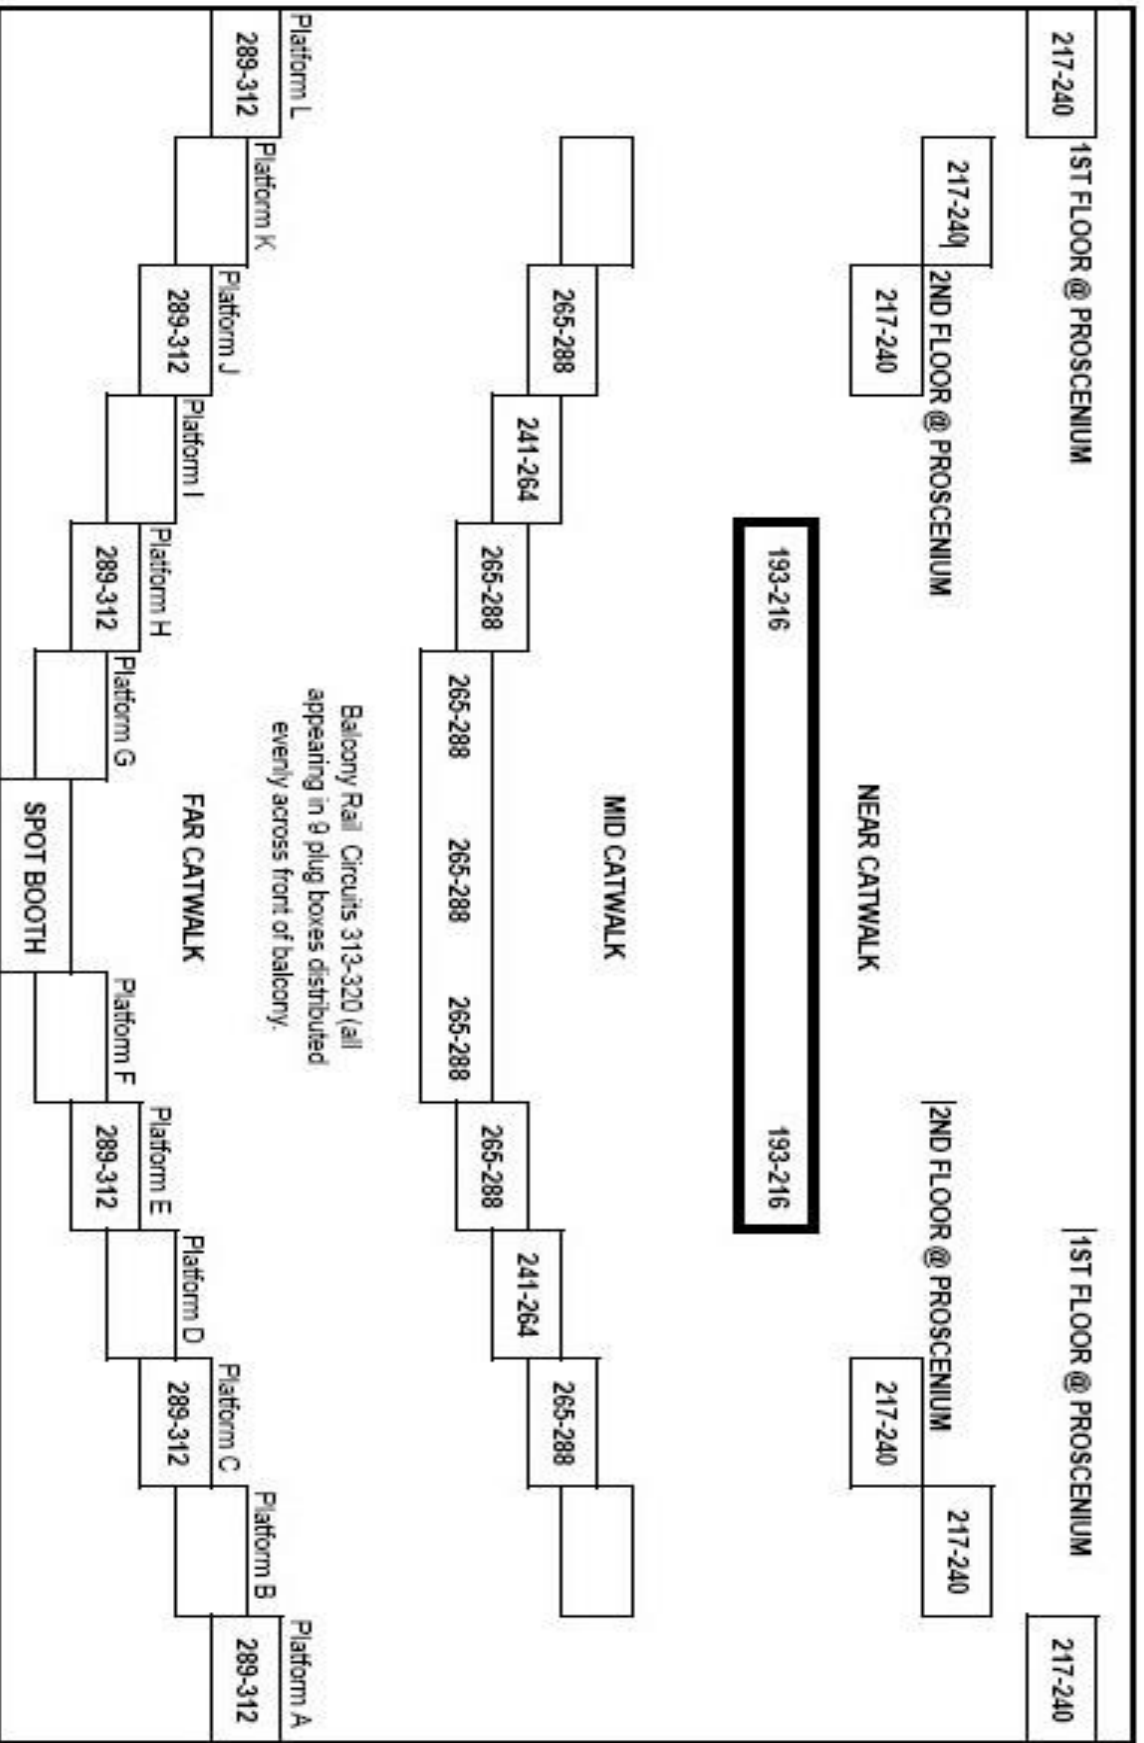 217-240
217-240
1ST FLOOR @ PROSCENIUM
1ST FLOOR @ PROSCENIUM
217-240
217-240
2ND FLOOR @ PROSCENIUM
2ND FLOOR @ PROSCENIUM
217-240
217-240
NEAR CATWALK
193-216
193-216
MID CATWALK
265-288
265-288
241-264
241-264
265-288
265-288
265-288
265-288
265-288
Balcony Rail Circuits 313-320 (all
appearing in 9 plug boxes distributed
evenly across front of balcony.
Platform L
Platform A
289-312
289-312
Platform K
Platform B
Platform J
Platform C
289-312
289-312
Platform I
Platform D
FAR CATWALK
Platform H
Platform E
289-312
289-312
Platform G
Platform F
SPOT BOOTH